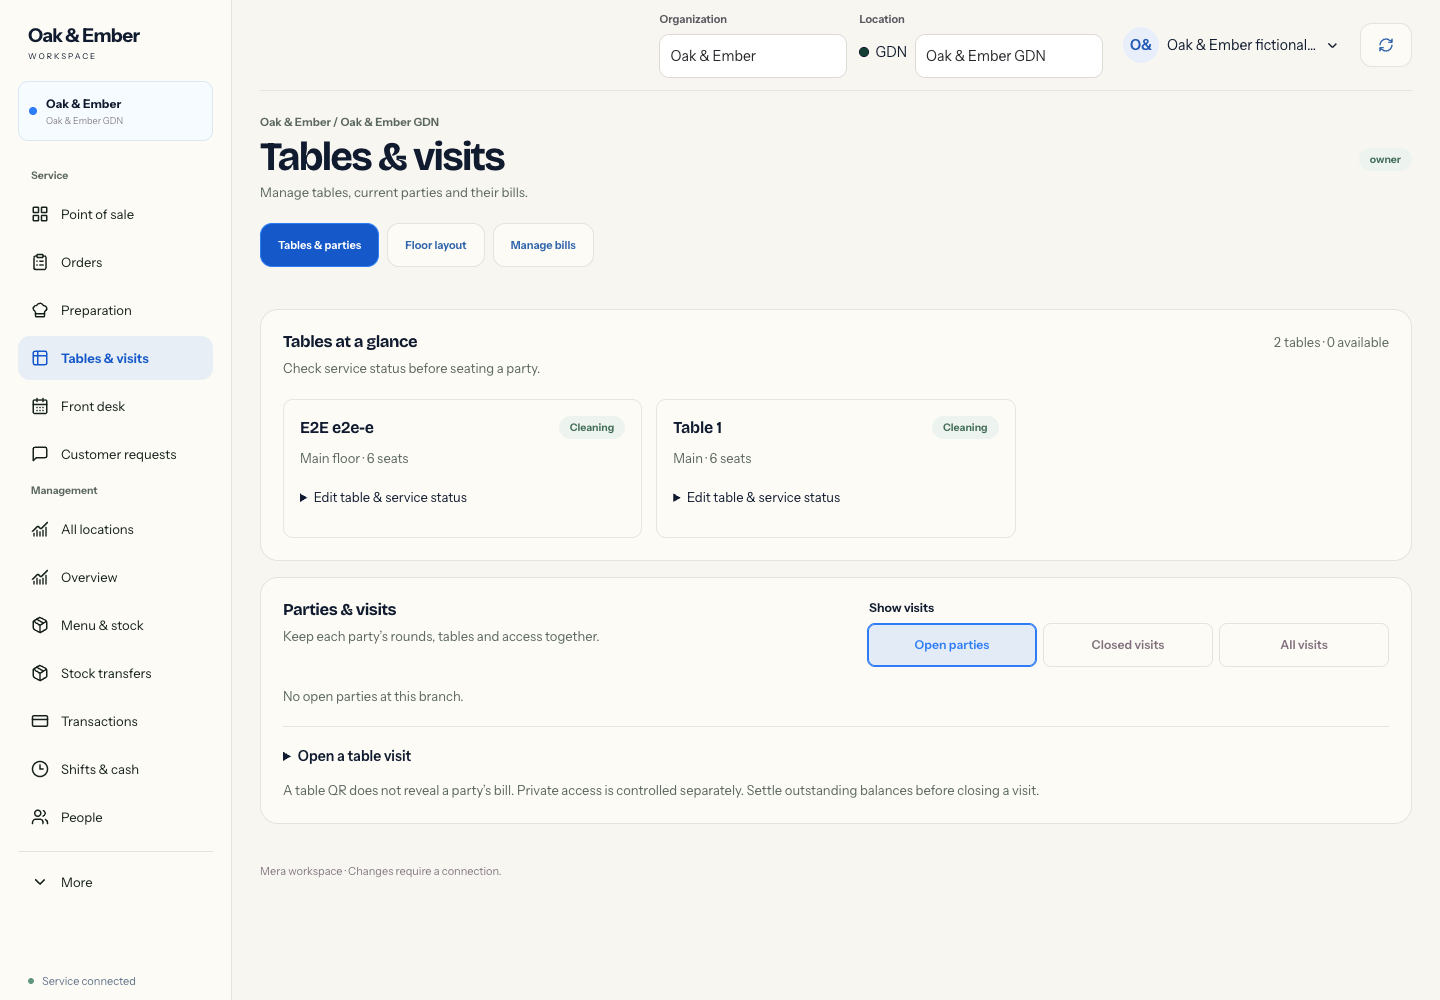 Oak & Ember
WORKSPACE
Oak & Ember
Oak & Ember GDN
Service
Point of sale
Orders
Preparation
Tables & visits
Front desk
Customer requests
Management
All locations
Overview
Menu & stock
Stock transfers
Transactions
Shifts & cash
People
More
Service connected
Organization
Oak & Ember
Location
GDN
Oak & Ember GDN
O&
Oak & Ember fictional...
Oak & Ember / Oak & Ember GDN
Tables & visits
owner
Manage tables, current parties and their bills.
Tables & parties
Floor layout
Manage bills
Tables at a glance
2 tables · 0 available
Check service status before seating a party.
E2E e2e-e
Cleaning
Main floor · 6 seats
Edit table & service status
Table 1
Cleaning
Main · 6 seats
Edit table & service status
Parties & visits
Keep each party’s rounds, tables and access together.
Show visits
Open parties
Closed visits
All visits
No open parties at this branch.
Open a table visit
A table QR does not reveal a party’s bill. Private access is controlled separately. Settle outstanding balances before closing a visit.
Mera workspace · Changes require a connection.